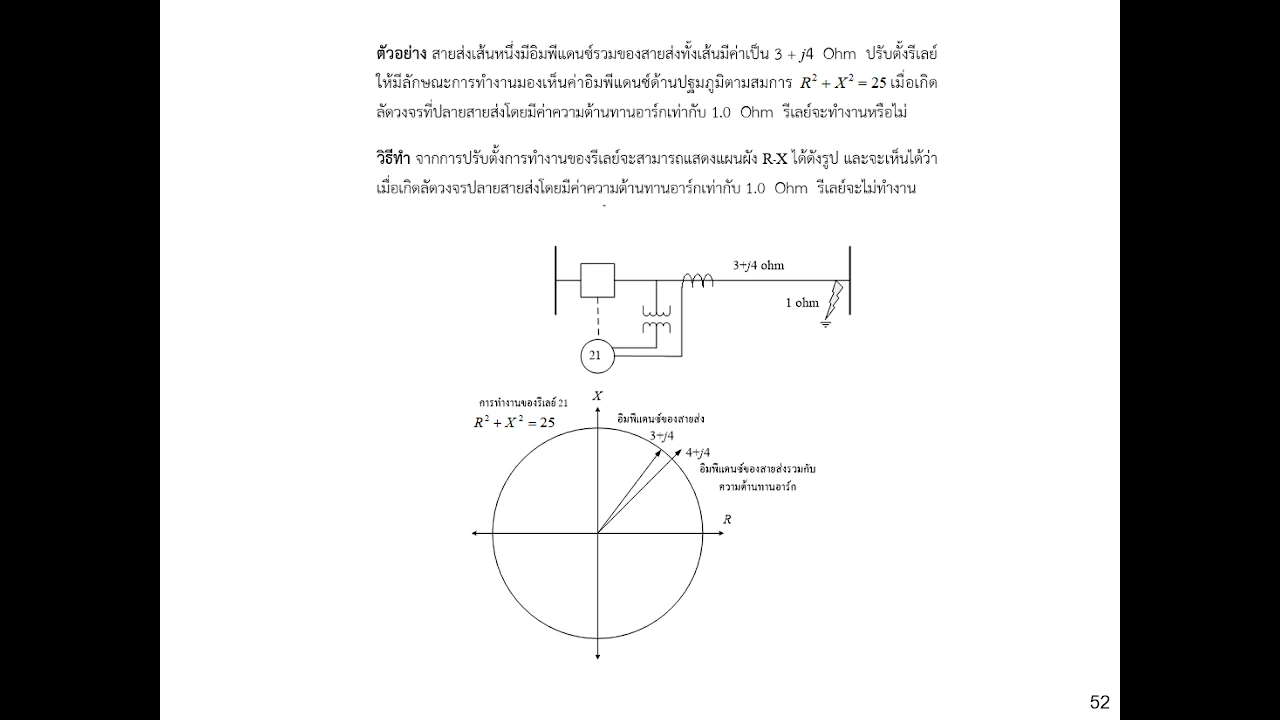 ตัวอย่าง สายส่งเส้นหนึ่งมีอิมพีแดนซ์รวมของสายส่งทั้งเส้นมีค่าเป็น 3 + j4 Ohm ปรับตั้งรีเลย์
ให้มีลักษณะการทำงานมองเห็นค่าอิมพีแดนซ์ด้านปฐมภูมิตามสมการ R² + X² = 25 เมื่อเกิด
ลัดวงจรที่ปลายสายส่งโดยมีค่าความต้านทานอาร์กเท่ากับ 1.0 Ohm รีเลย์จะทำงานหรือไม่
วิธีทำ จากการปรับตั้งการทำงานของรีเลย์จะสามารถแสดงแผนผัง R-X ได้ดังรูป และจะเห็นได้ว่า
เมื่อเกิดลัดวงจรปลายสายส่งโดยมีค่าความต้านทานอาร์กเท่ากับ 1.0 Ohm รีเลย์จะไม่ทำงาน
3+j4 ohm
1 ohm
21
X
การทำงานของรีเลย์ 21
R² + X² = 25
อิมพีแดนซ์ของสายส่ง
3+j4
4+j4
อิมพีแดนซ์ของสายส่งรวมกับ
ความต้านทานอาร์ก
R
52